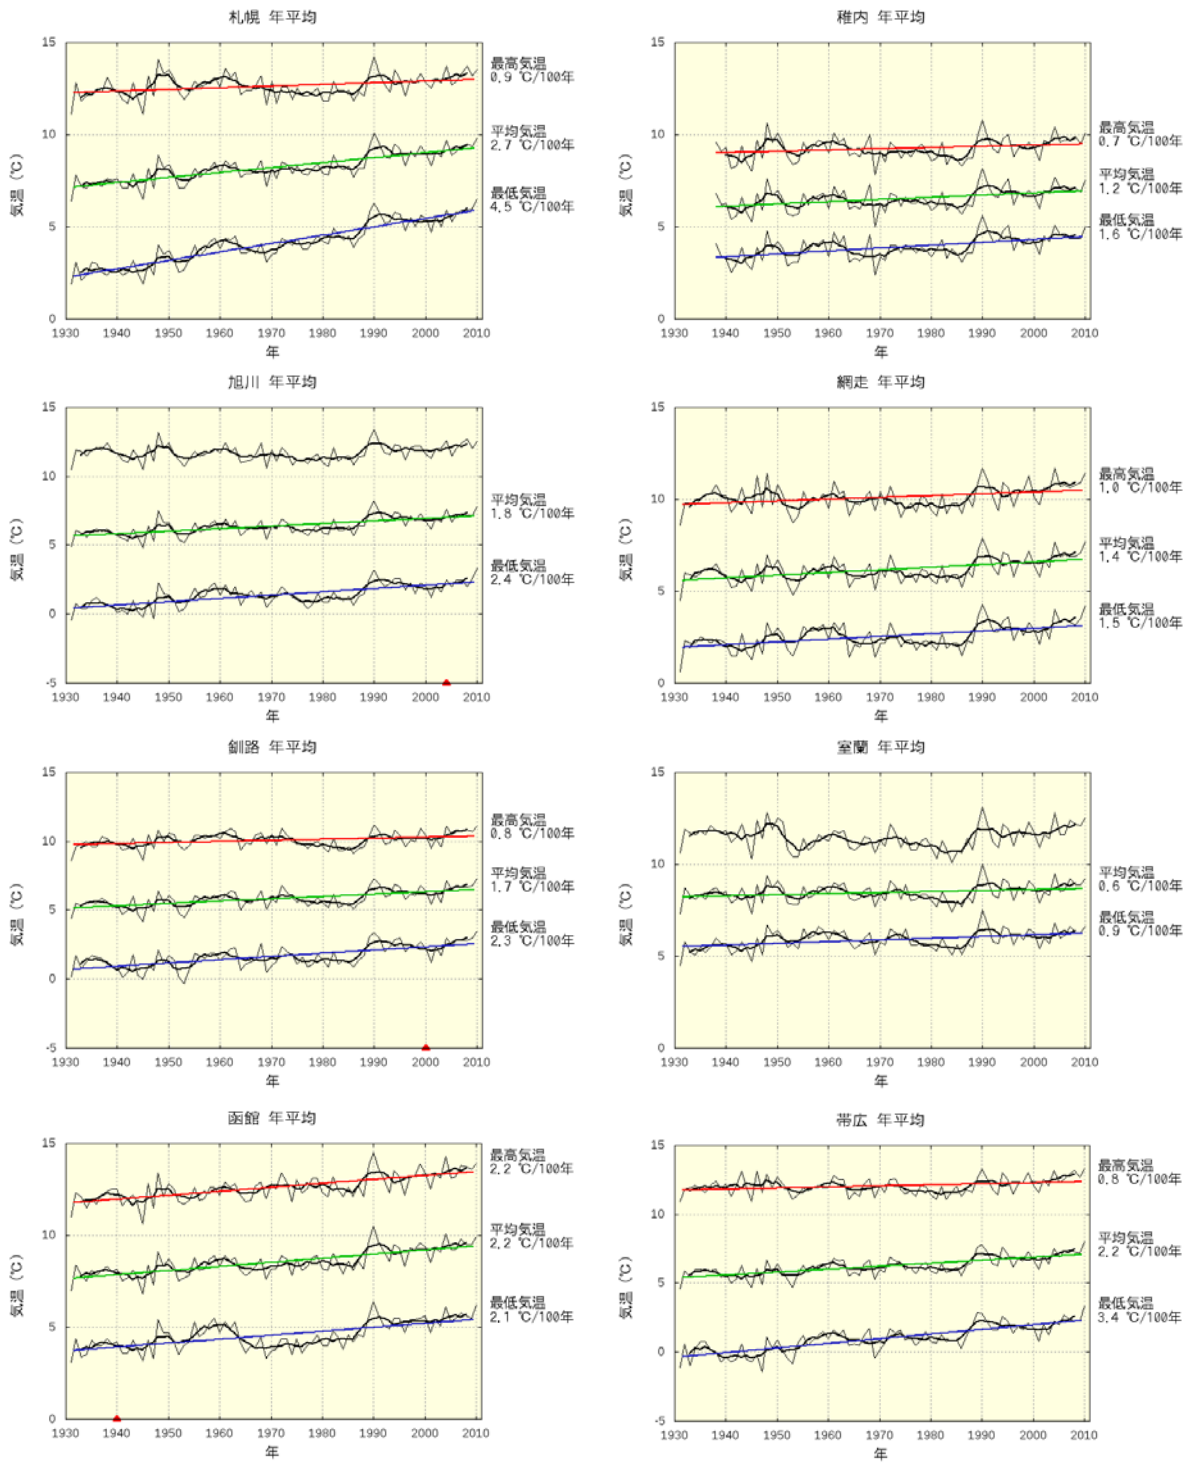 札幌 年平均
15
10
5
0
気温 (℃)
1930 1940 1950 1960 1970 1980 1990 2000 2010
年
最高気温
0.9 ℃/100年
平均気温
2.7 ℃/100年
最低気温
4.5 ℃/100年
稚内 年平均
15
10
5
0
気温 (℃)
1930 1940 1950 1960 1970 1980 1990 2000 2010
年
最高気温
0.7 ℃/100年
平均気温
1.2 ℃/100年
最低気温
1.6 ℃/100年
旭川 年平均
15
10
5
0
-5
気温 (℃)
1930 1940 1950 1960 1970 1980 1990 2000 2010
年
平均気温
1.8 ℃/100年
最低気温
2.4 ℃/100年
網走 年平均
15
10
5
0
気温 (℃)
1930 1940 1950 1960 1970 1980 1990 2000 2010
年
最高気温
1.0 ℃/100年
平均気温
1.4 ℃/100年
最低気温
1.5 ℃/100年
釧路 年平均
15
10
5
0
-5
気温 (℃)
1930 1940 1950 1960 1970 1980 1990 2000 2010
年
最高気温
0.8 ℃/100年
平均気温
1.7 ℃/100年
最低気温
2.3 ℃/100年
室蘭 年平均
15
10
5
0
気温 (℃)
1930 1940 1950 1960 1970 1980 1990 2000 2010
年
平均気温
0.6 ℃/100年
最低気温
0.9 ℃/100年
函館 年平均
15
10
5
0
気温 (℃)
1930 1940 1950 1960 1970 1980 1990 2000 2010
年
最高気温
2.2 ℃/100年
平均気温
2.2 ℃/100年
最低気温
2.1 ℃/100年
帯広 年平均
15
10
5
0
-5
気温 (℃)
1930 1940 1950 1960 1970 1980 1990 2000 2010
年
最高気温
0.8 ℃/100年
平均気温
2.2 ℃/100年
最低気温
3.4 ℃/100年